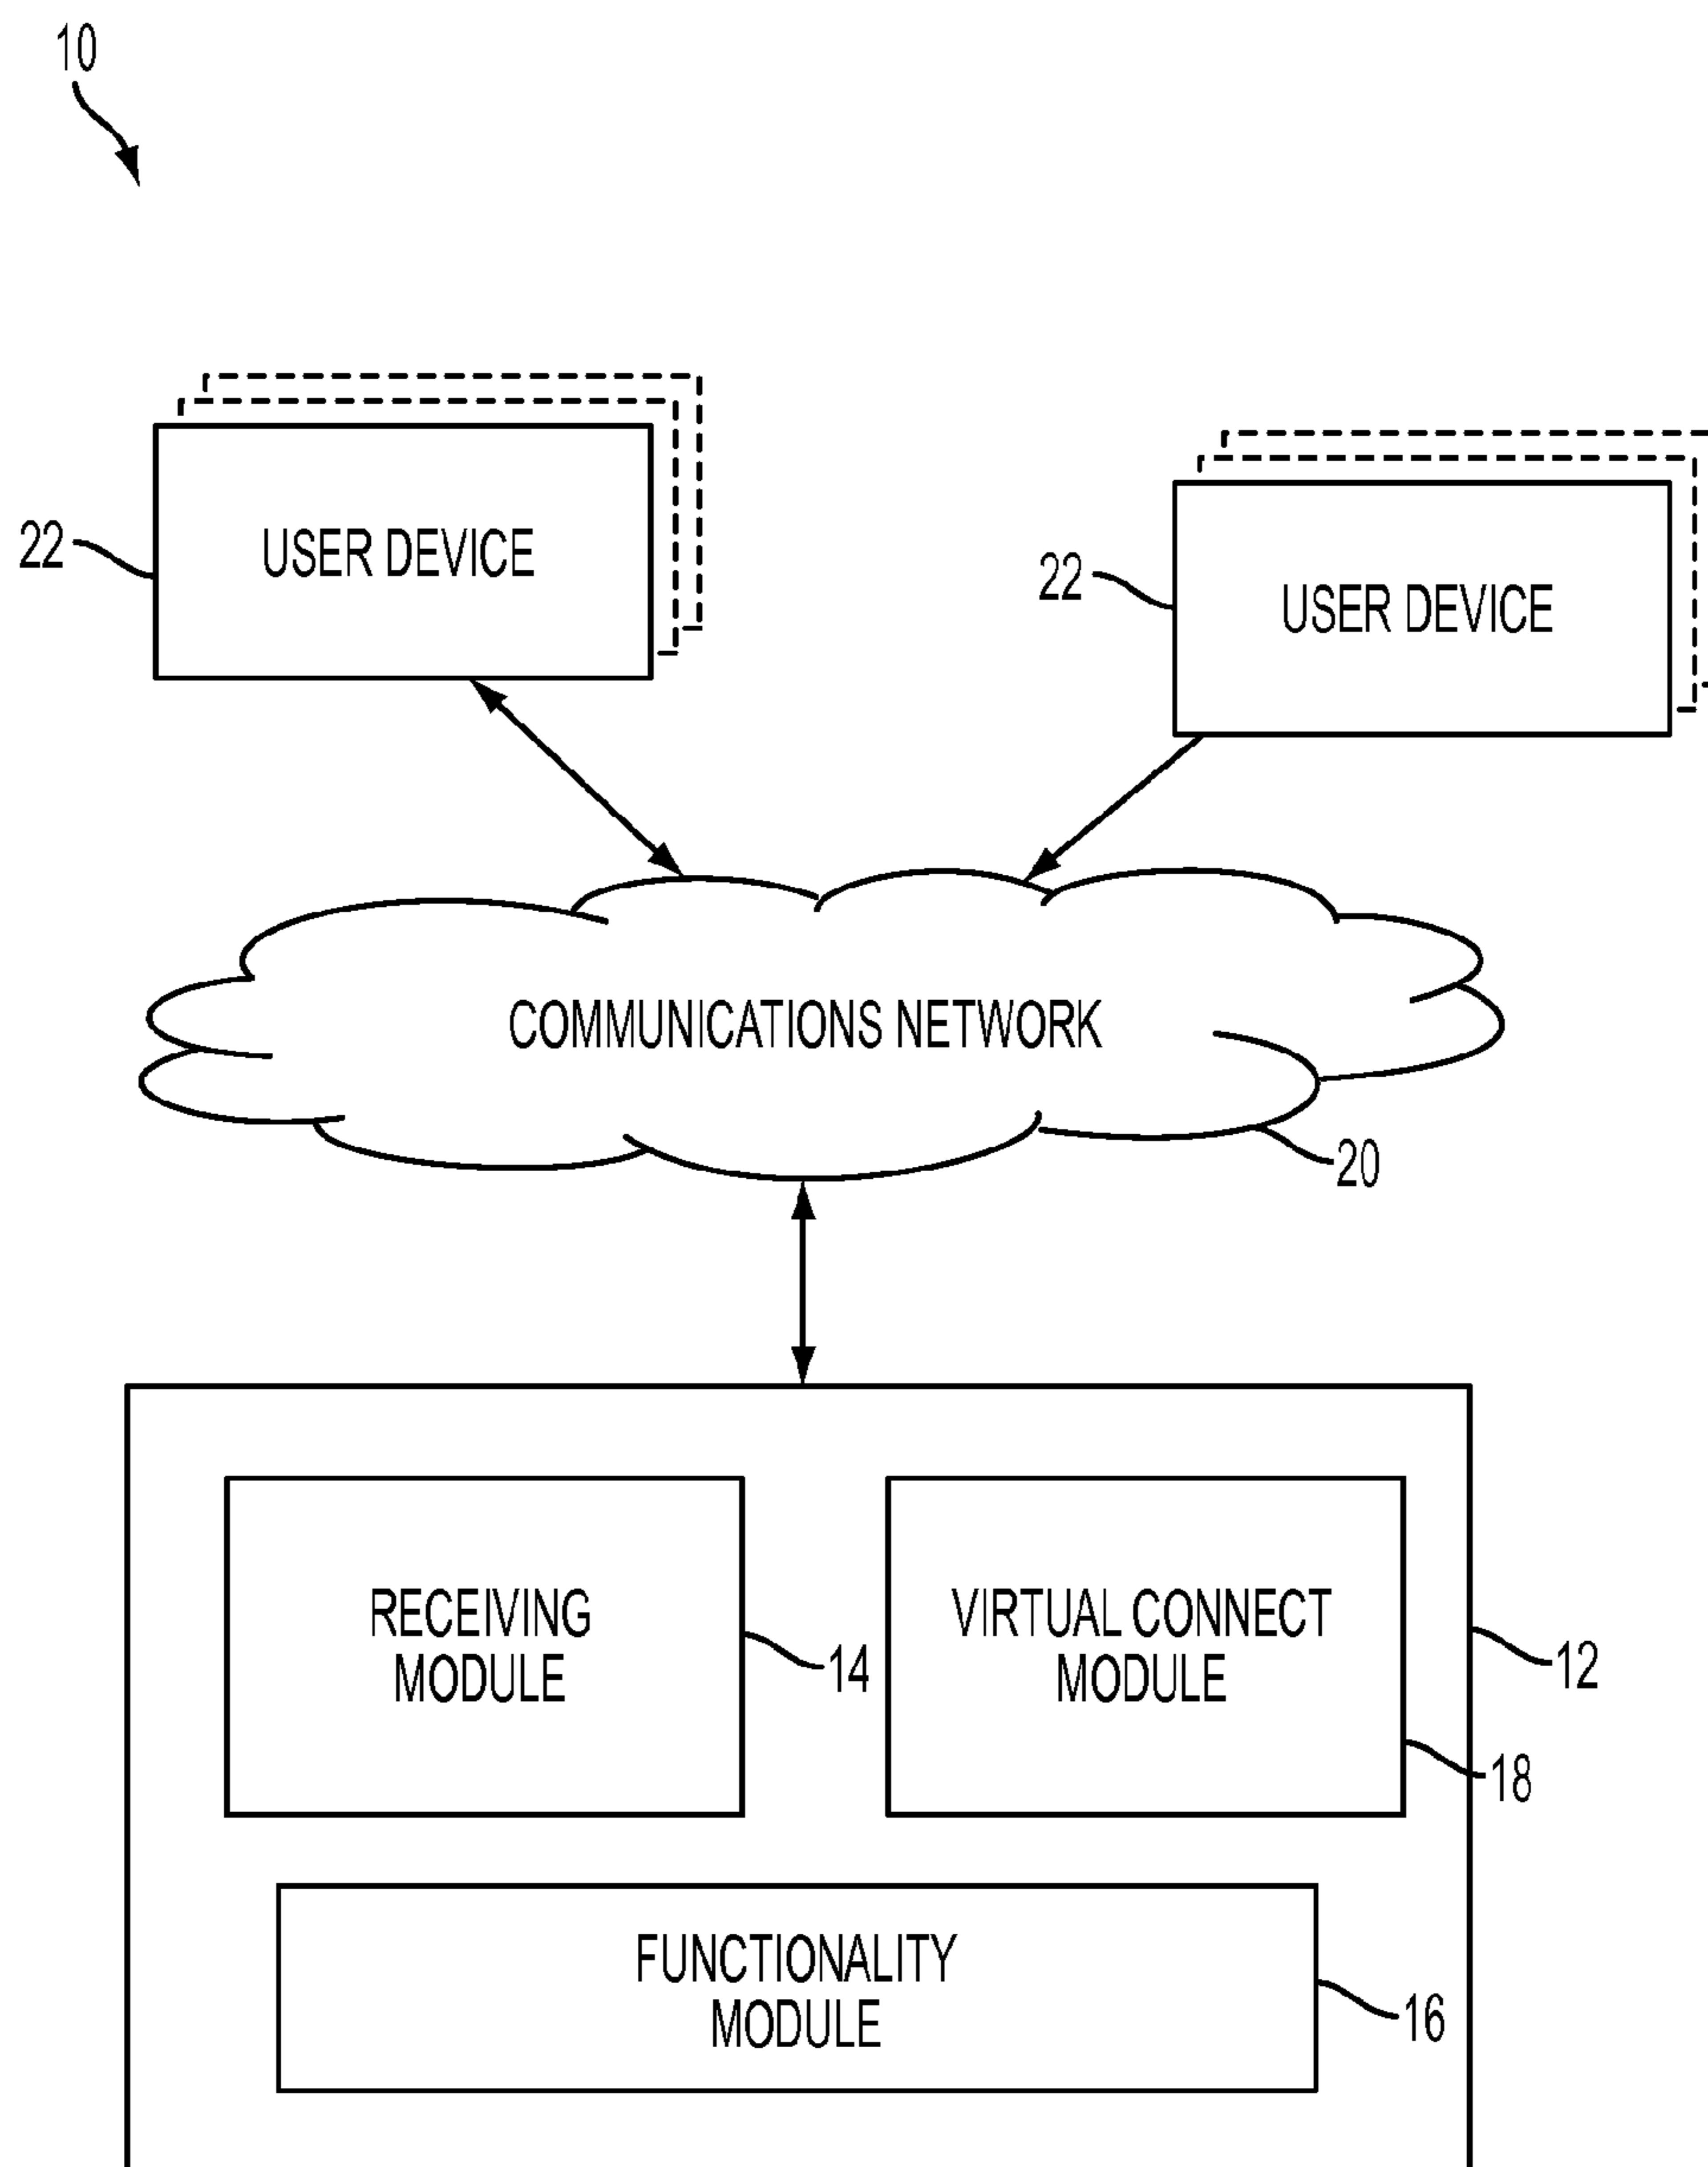 10
22
USER DEVICE
22
USER DEVICE
COMMUNICATIONS NETWORK
20
RECEIVING
MODULE
14
VIRTUAL CONNECT
MODULE
12
18
FUNCTIONALITY
MODULE
16